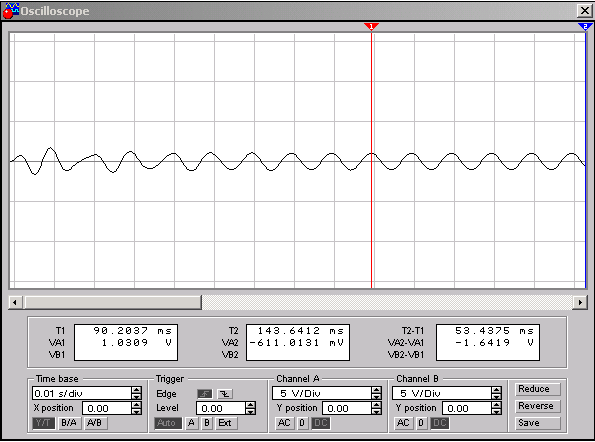 Oscilloscope
1 2
T1 90.2037 ms T2 143.6412 ms T2-T1 53.4375 ms
VA1 1.0309 V VA2 -611.0131 mV VA2-VA1 -1.6419 V
VB1 VB2 VB2-VB1
Time base Trigger Channel A Channel B Reduce
0.01 s/div Edge 5 V/Div 5 V/Div Reverse
X position 0.00 Level 0.00 Y position 0.00 Y position 0.00
Y/T B/A A/B Auto A B Ext AC 0 DC AC 0 DC Save